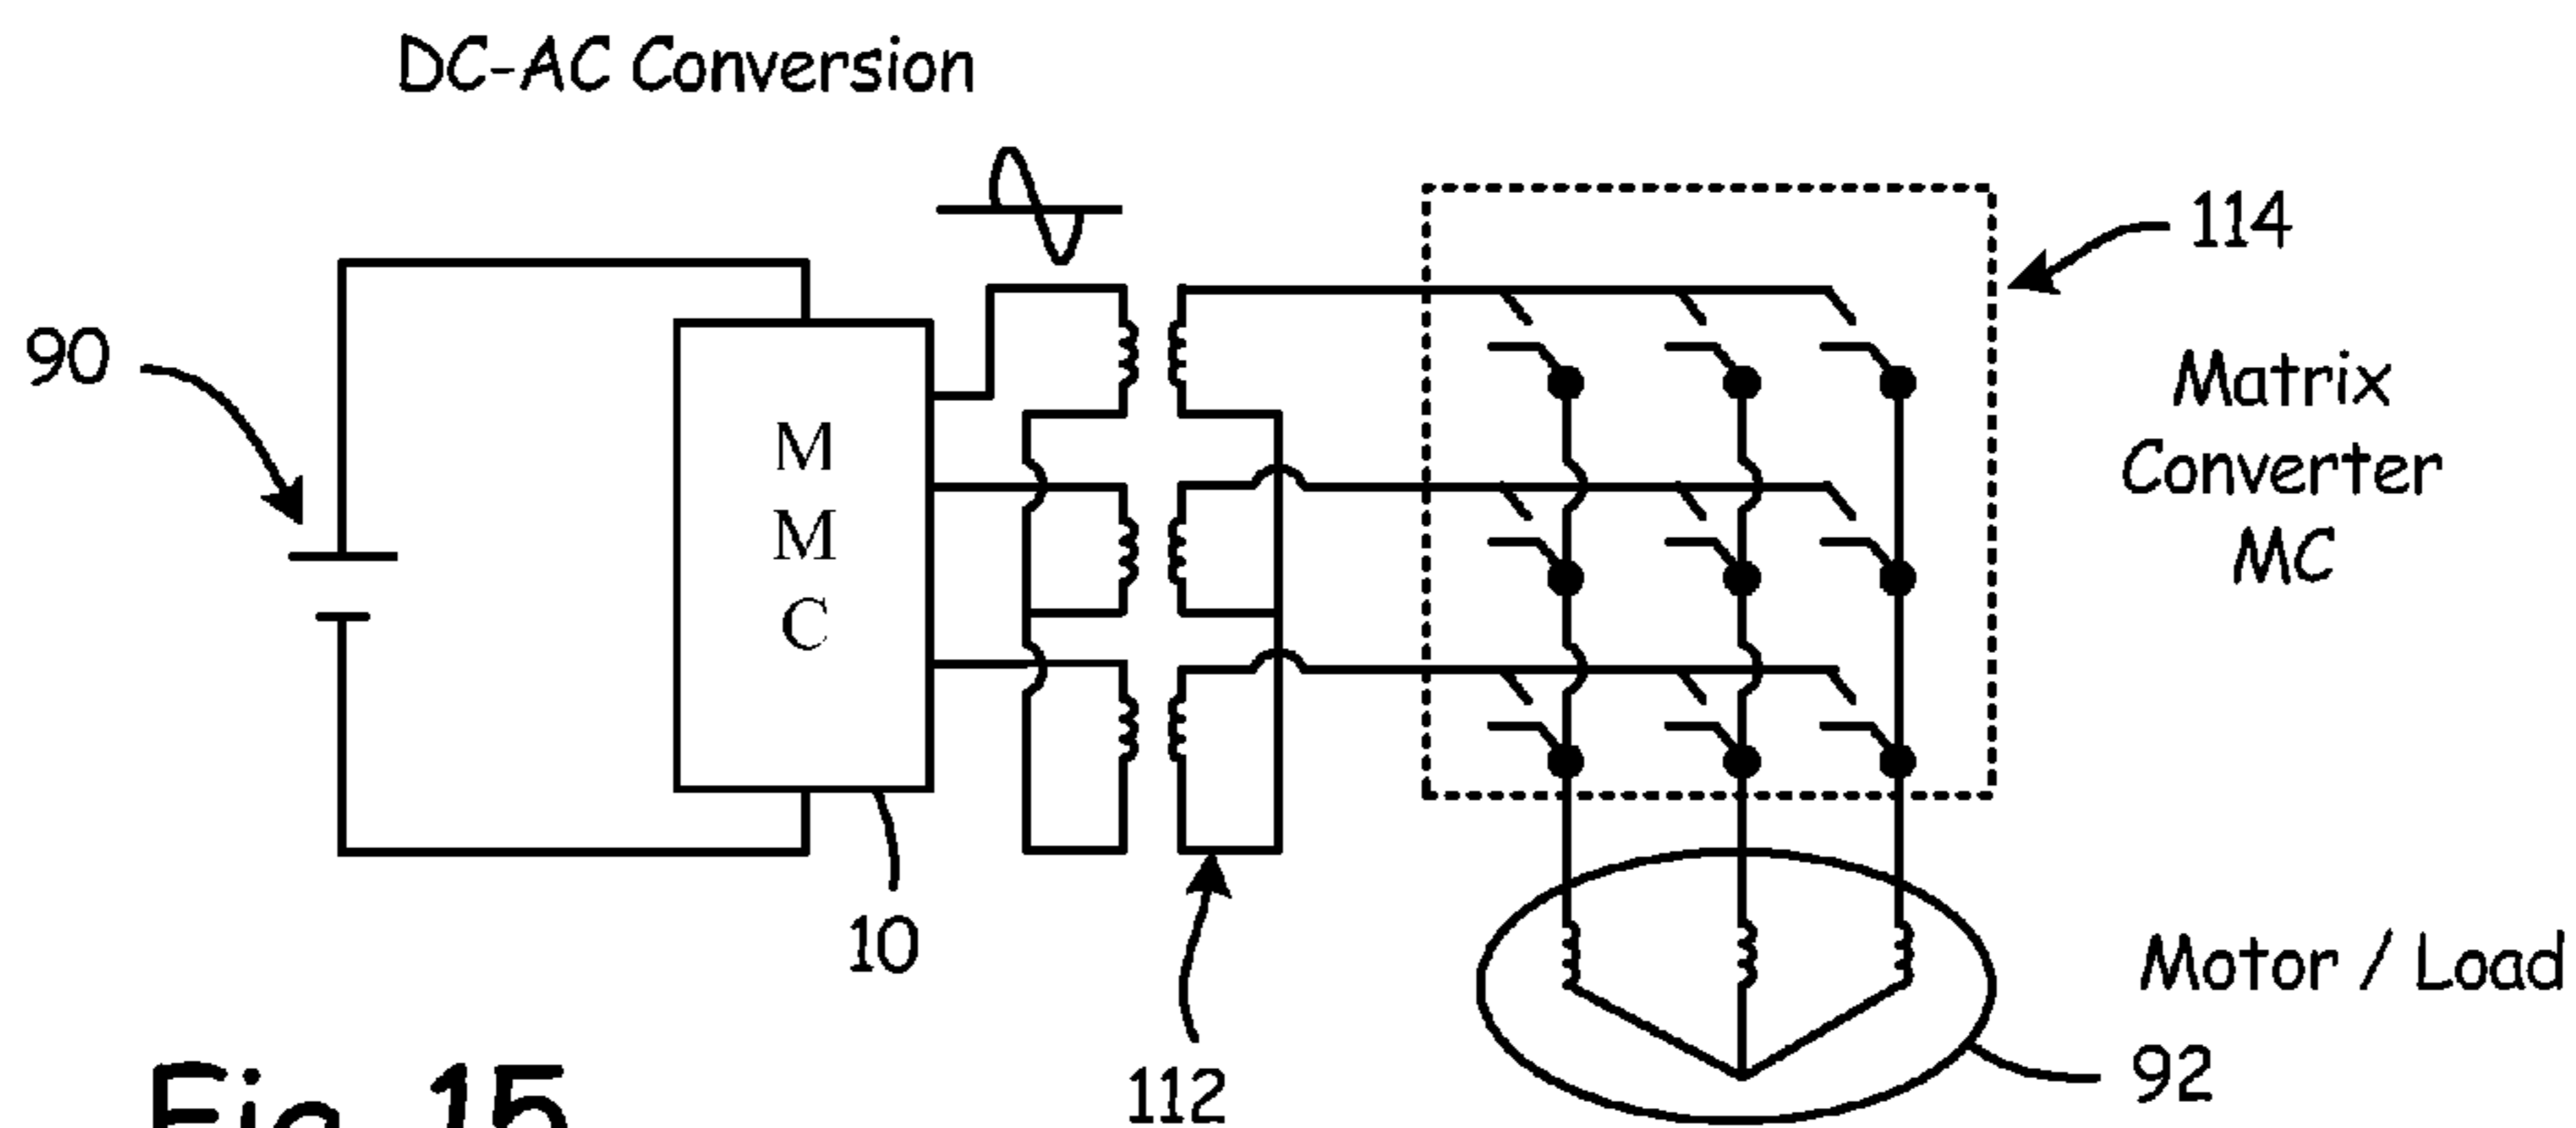 DC-AC Conversion
114
90
Matrix
Converter
MC
M
M
C
10
Motor / Load
92
112
Fig. 15